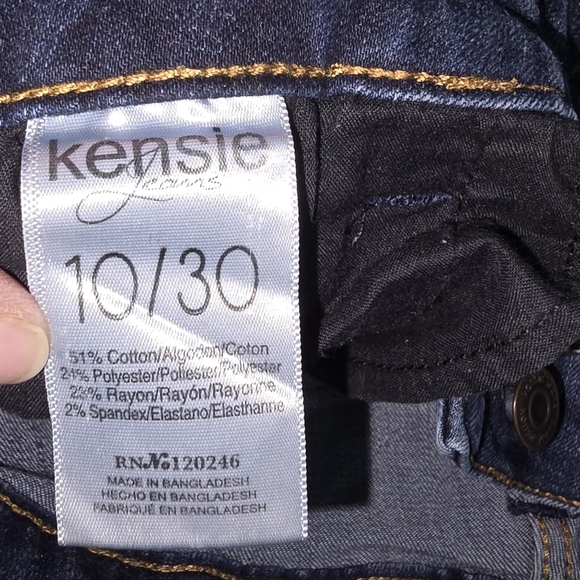 kensie
Jeans
10/30
51% Cotton/Algodon/Coton
24% Polyester/Poliester/Polyester
23% Rayon/Rayón/Rayonne
2% Spandex/Elastano/Elasthanne
RN№120246
MADE IN BANGLADESH
HECHO EN BANGLADESH
FABRIQUÉ EN BANGLADESH